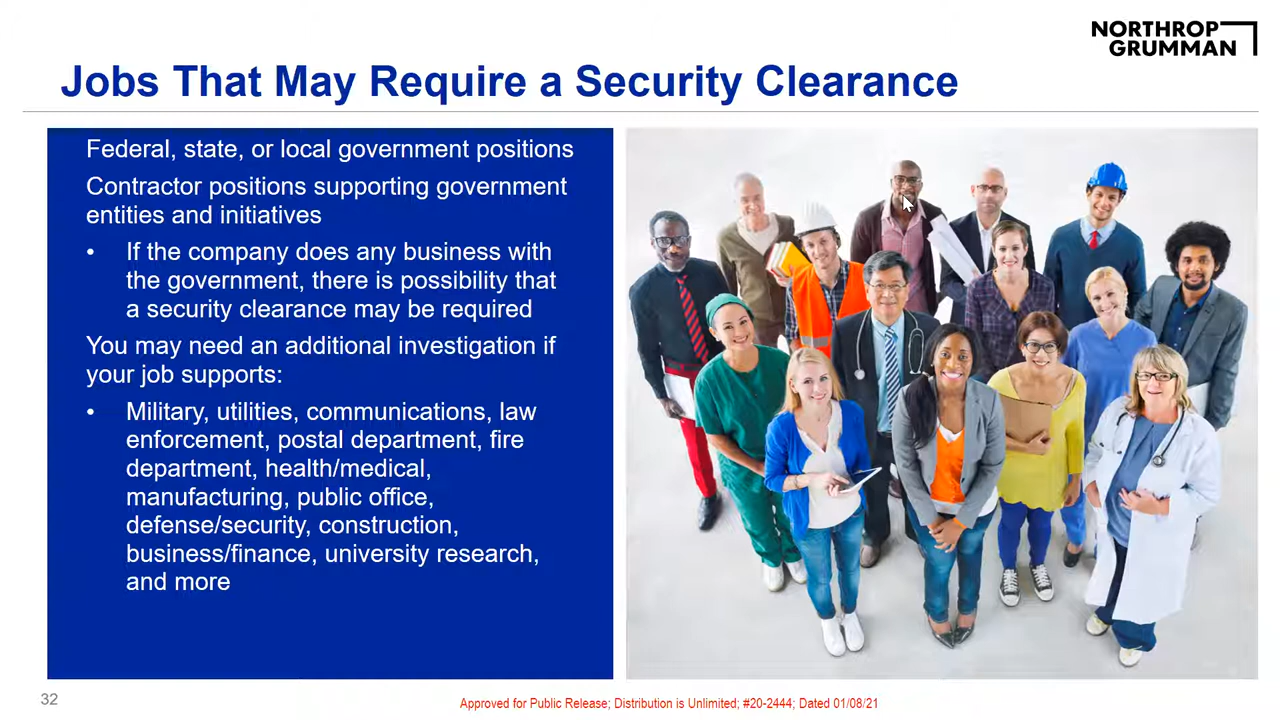 NORTHROP
GRUMMAN
Jobs That May Require a Security Clearance
Federal, state, or local government positions
Contractor positions supporting government
entities and initiatives
• If the company does any business with
the government, there is possibility that
a security clearance may be required
You may need an additional investigation if
your job supports:
• Military, utilities, communications, law
enforcement, postal department, fire
department, health/medical,
manufacturing, public office,
defense/security, construction,
business/finance, university research,
and more
32
Approved for Public Release; Distribution is Unlimited; #20-2444; Dated 01/08/21